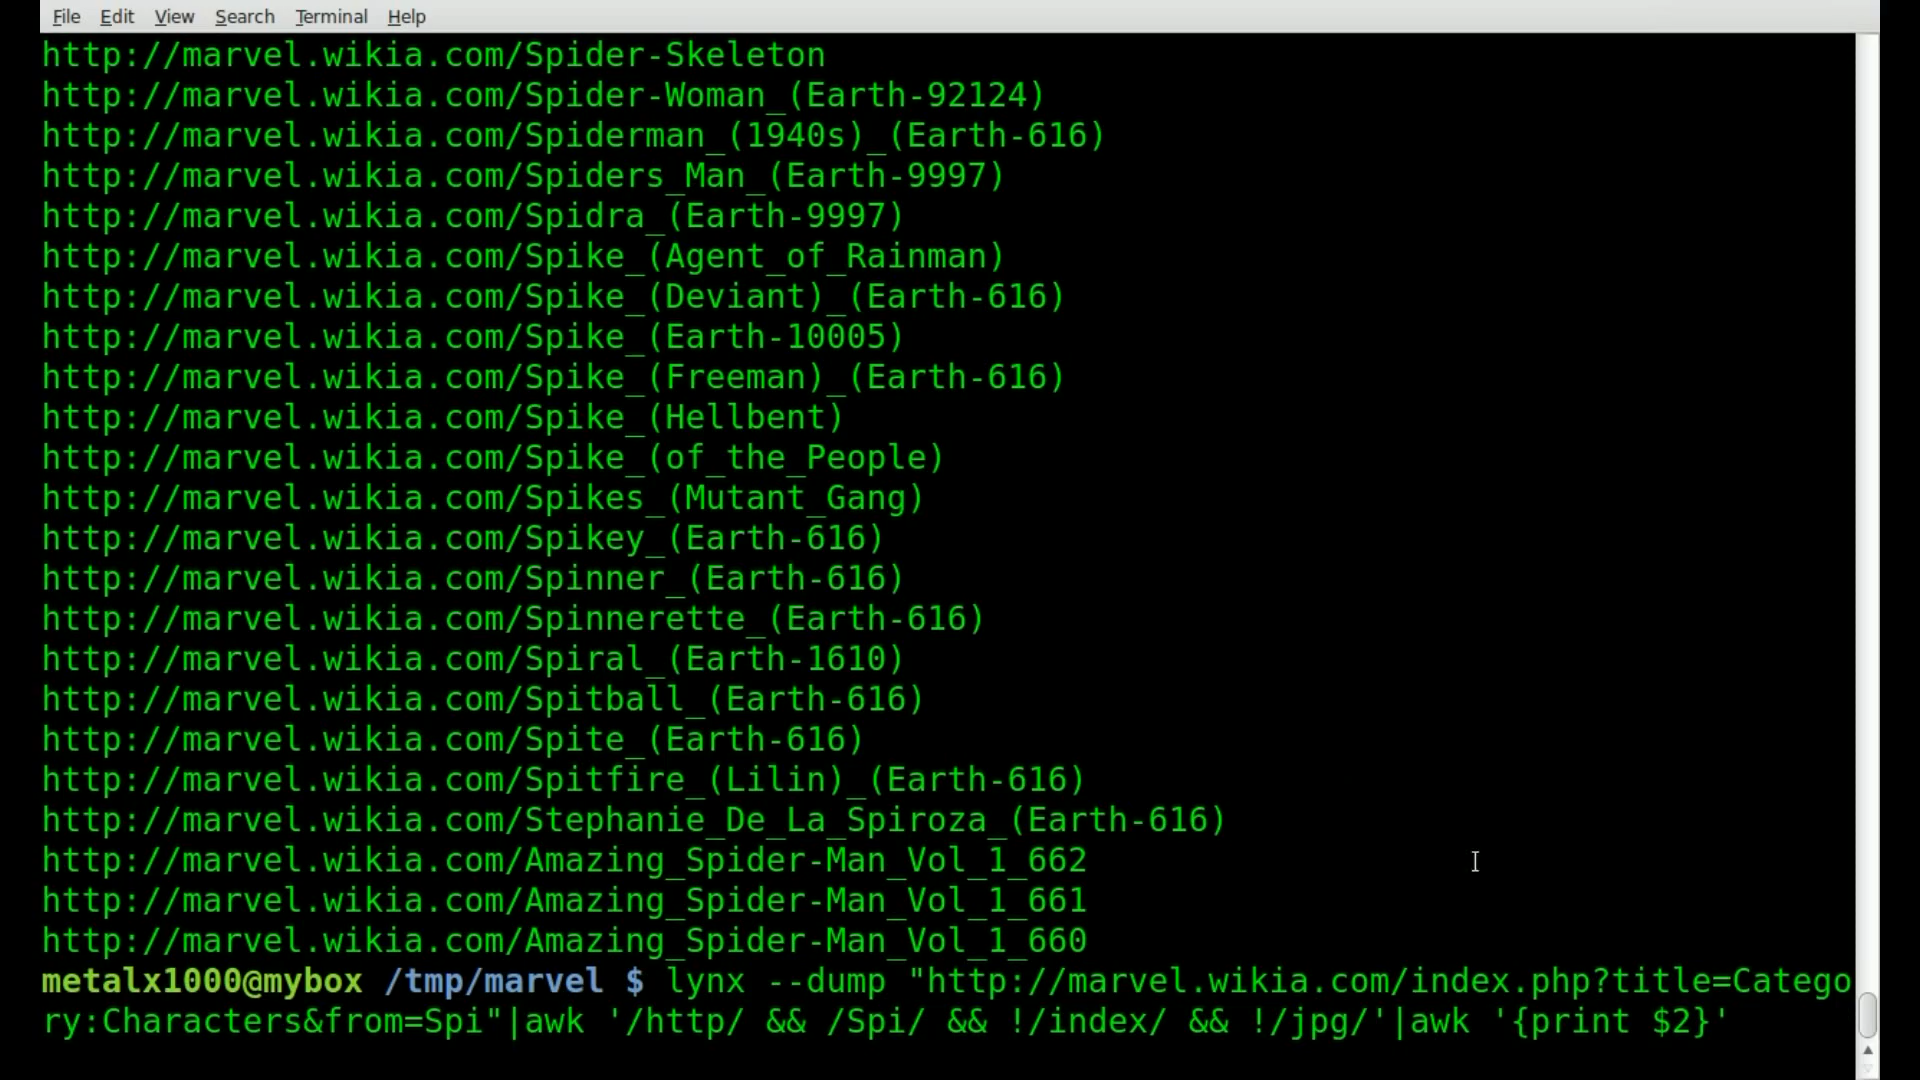 File Edit View Search Terminal Help
http://marvel.wikia.com/Spider-Skeleton
http://marvel.wikia.com/Spider-Woman_(Earth-92124)
http://marvel.wikia.com/Spiderman_(1940s)_(Earth-616)
http://marvel.wikia.com/Spiders_Man_(Earth-9997)
http://marvel.wikia.com/Spidra_(Earth-9997)
http://marvel.wikia.com/Spike_(Agent_of_Rainman)
http://marvel.wikia.com/Spike_(Deviant)_(Earth-616)
http://marvel.wikia.com/Spike_(Earth-10005)
http://marvel.wikia.com/Spike_(Freeman)_(Earth-616)
http://marvel.wikia.com/Spike_(Hellbent)
http://marvel.wikia.com/Spike_(of_the_People)
http://marvel.wikia.com/Spikes_(Mutant_Gang)
http://marvel.wikia.com/Spikey_(Earth-616)
http://marvel.wikia.com/Spinner_(Earth-616)
http://marvel.wikia.com/Spinnerette_(Earth-616)
http://marvel.wikia.com/Spiral_(Earth-1610)
http://marvel.wikia.com/Spitball_(Earth-616)
http://marvel.wikia.com/Spite_(Earth-616)
http://marvel.wikia.com/Spitfire_(Lilin)_(Earth-616)
http://marvel.wikia.com/Stephanie_De_La_Spiroza_(Earth-616)
http://marvel.wikia.com/Amazing_Spider-Man_Vol_1_662
http://marvel.wikia.com/Amazing_Spider-Man_Vol_1_661
http://marvel.wikia.com/Amazing_Spider-Man_Vol_1_660
metalx1000@mybox /tmp/marvel $ lynx --dump "http://marvel.wikia.com/index.php?title=Catego
ry:Characters&from=Spi"|awk '/http/ && /Spi/ && !/index/ && !/jpg/'|awk '{print $2}'